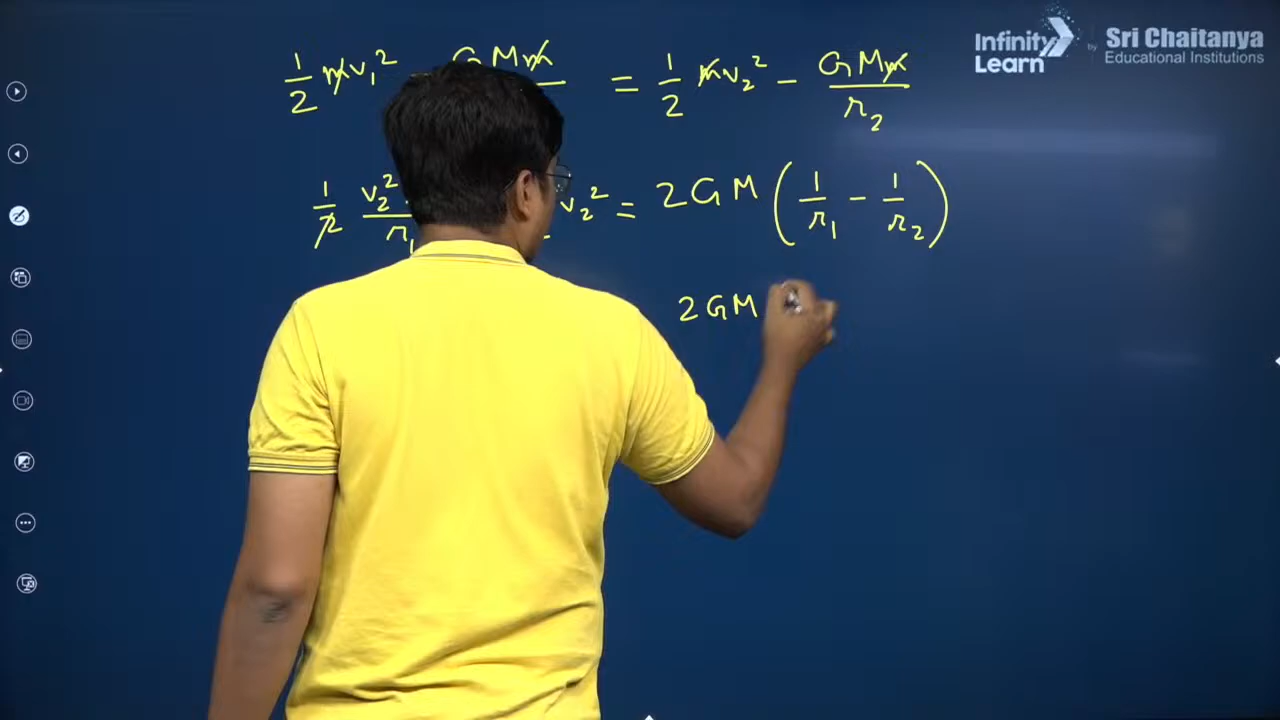 Infinity Learn by Sri Chaitanya Educational Institutions
½ mv₁² GMm = ½ mv₂² − GMm/r₂
1/2 v₂²/r₁ v₂² = 2GM (1/r₁ − 1/r₂)
2GM